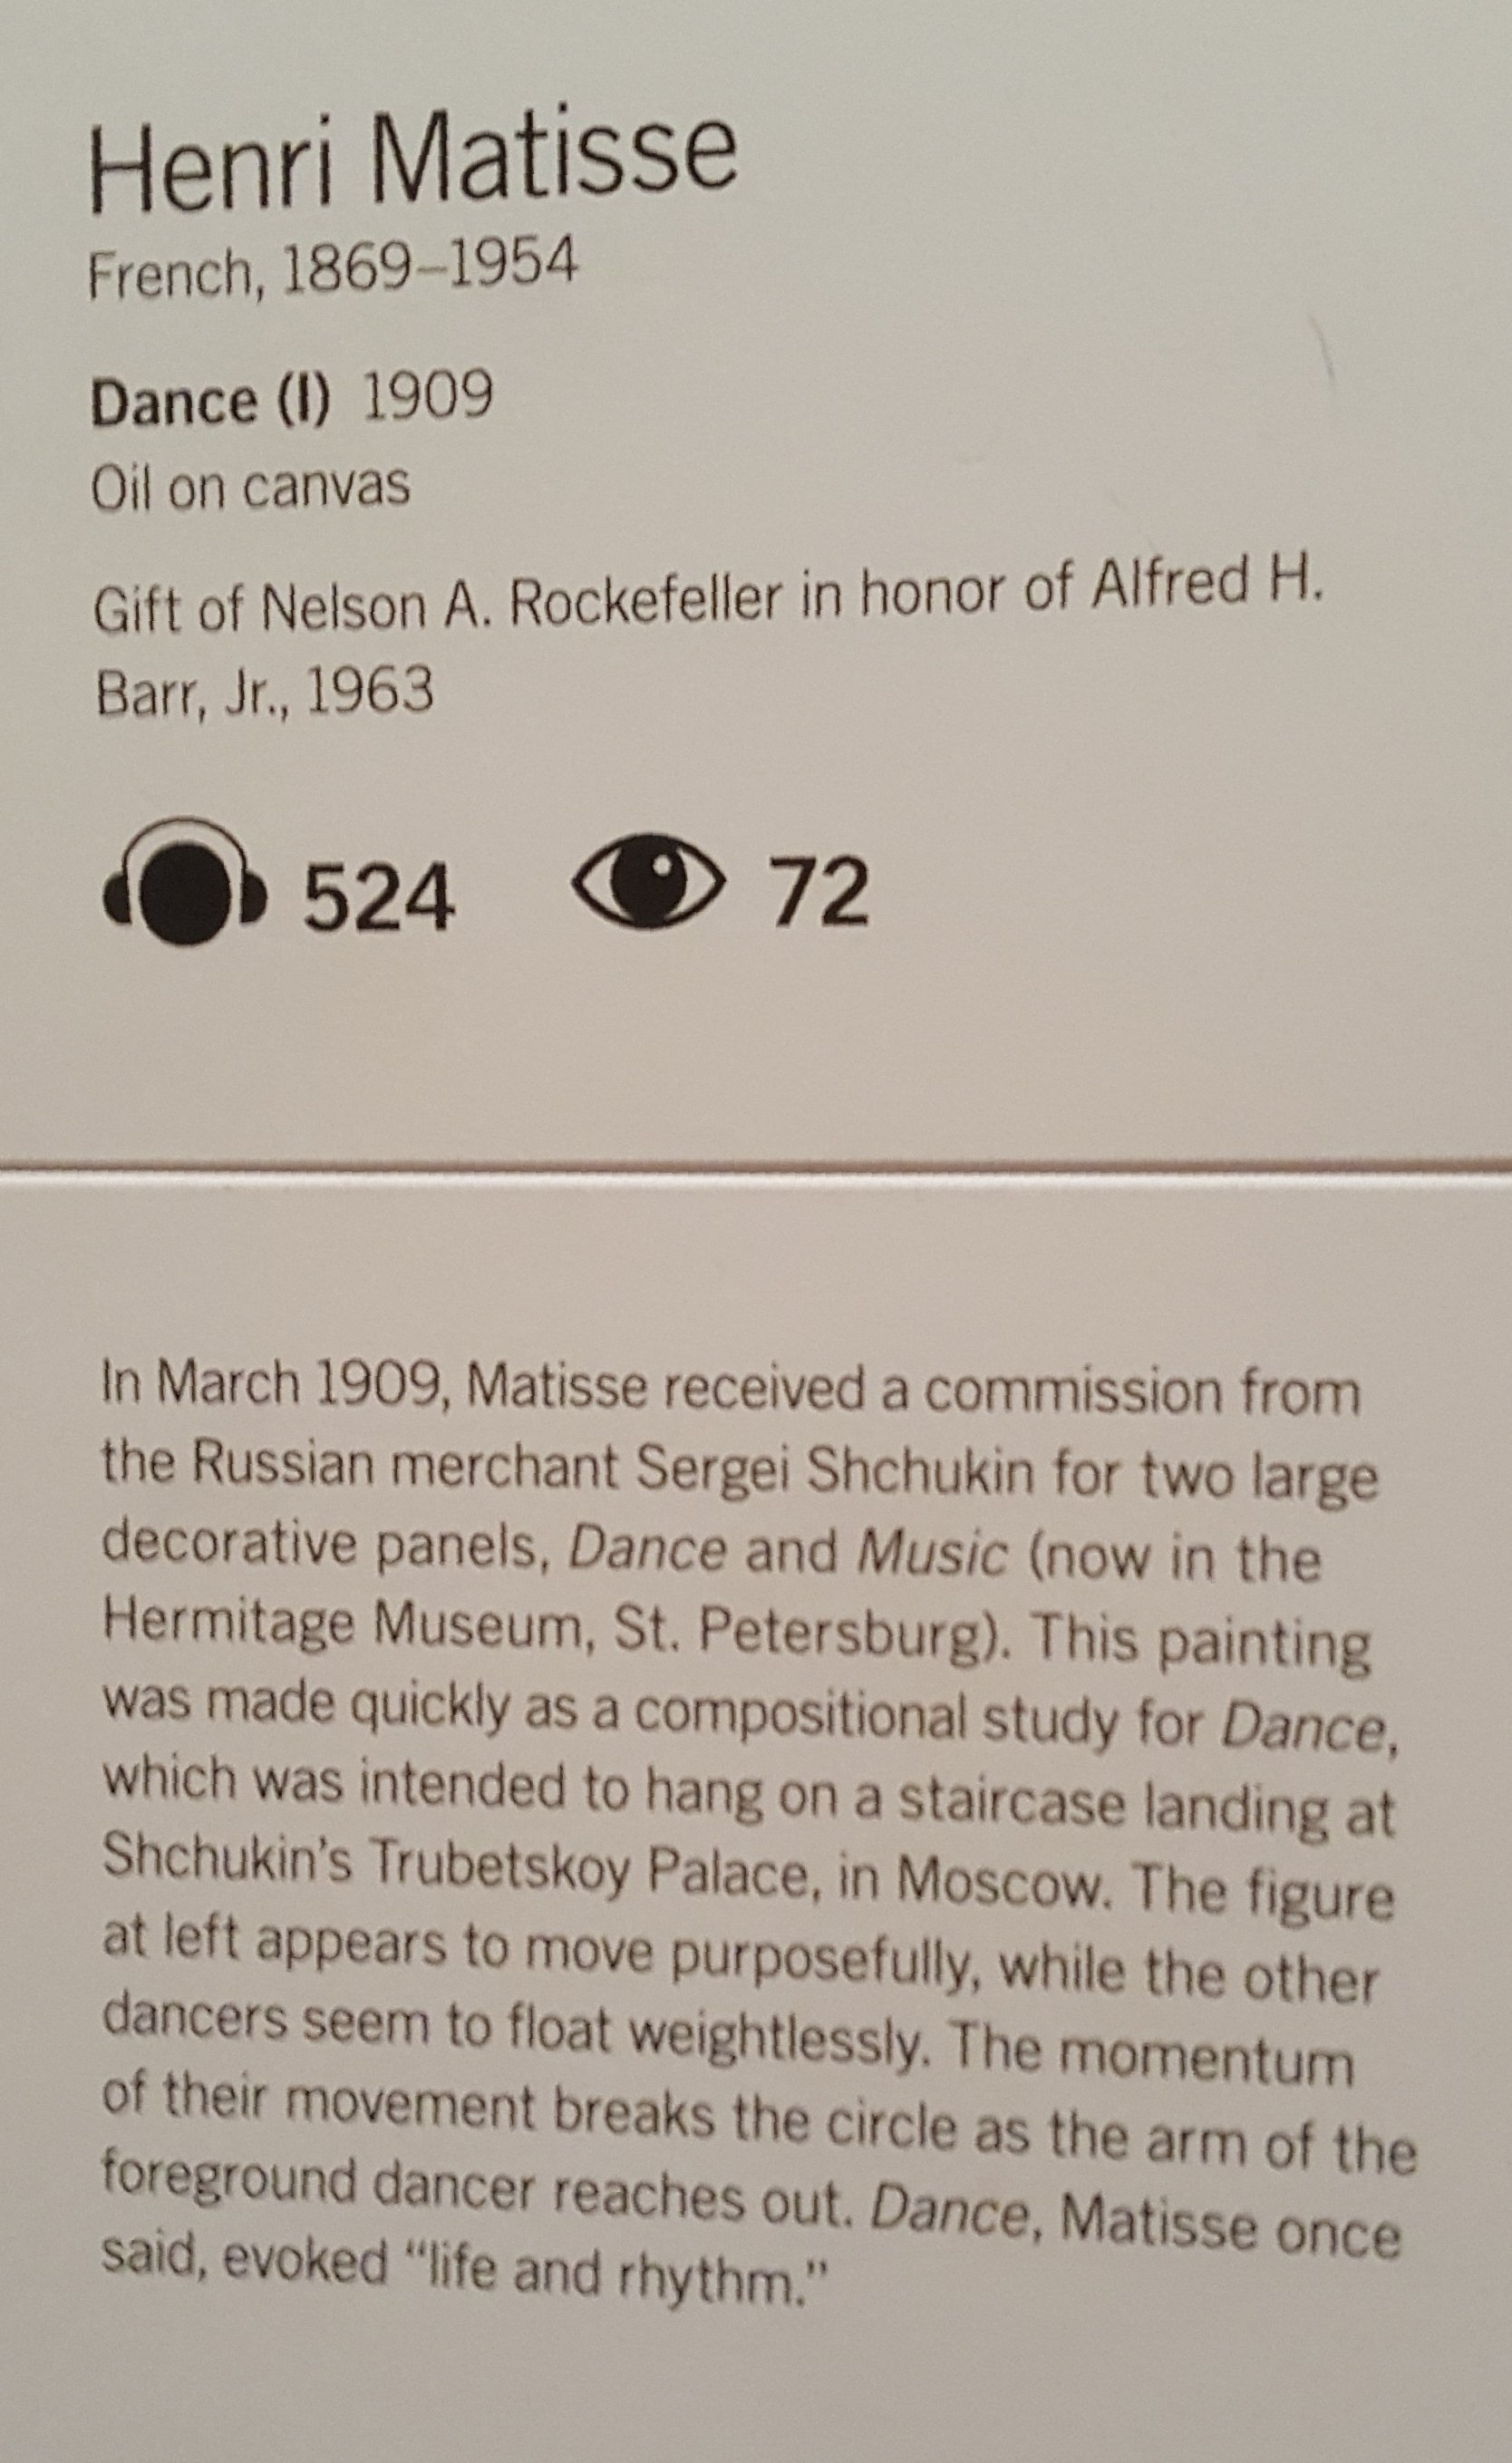 Henri Matisse
French, 1869–1954
Dance (I) 1909
Oil on canvas
Gift of Nelson A. Rockefeller in honor of Alfred H.
Barr, Jr., 1963
524 72
In March 1909, Matisse received a commission from
the Russian merchant Sergei Shchukin for two large
decorative panels, Dance and Music (now in the
Hermitage Museum, St. Petersburg). This painting
was made quickly as a compositional study for Dance,
which was intended to hang on a staircase landing at
Shchukin’s Trubetskoy Palace, in Moscow. The figure
at left appears to move purposefully, while the other
dancers seem to float weightlessly. The momentum
of their movement breaks the circle as the arm of the
foreground dancer reaches out. Dance, Matisse once
said, evoked “life and rhythm.”